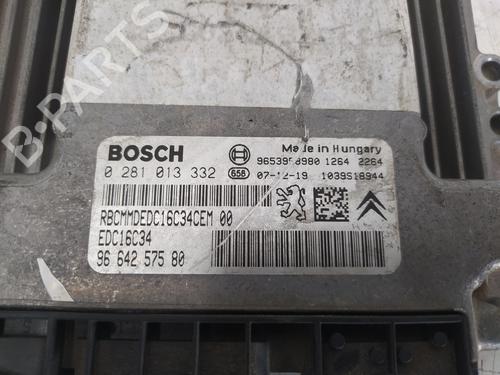 B-PARTS
BOSCH
Made in Hungary
0 281 013 332
658
1264 2264
07-12-19 1039S18944
RBCMMDEDC16C34CEM 00
EDC16C34
96 642 575 80